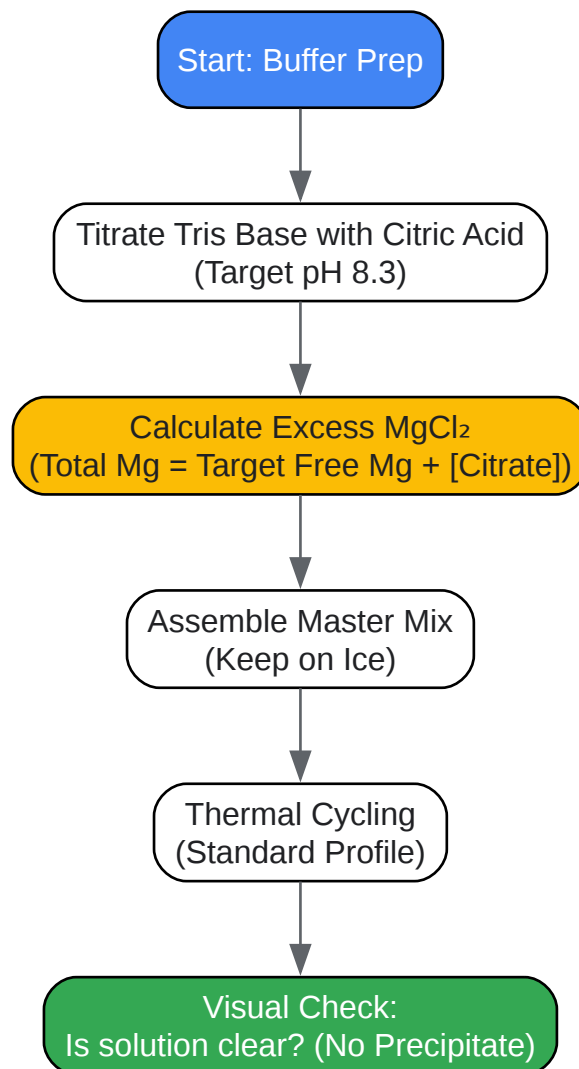 Start: Buffer Prep
Titrate Tris Base with Citric Acid
(Target pH 8.3)
Calculate Excess MgCl₂
(Total Mg = Target Free Mg + [Citrate])
Assemble Master Mix
(Keep on Ice)
Thermal Cycling
(Standard Profile)
Visual Check:
Is solution clear? (No Precipitate)